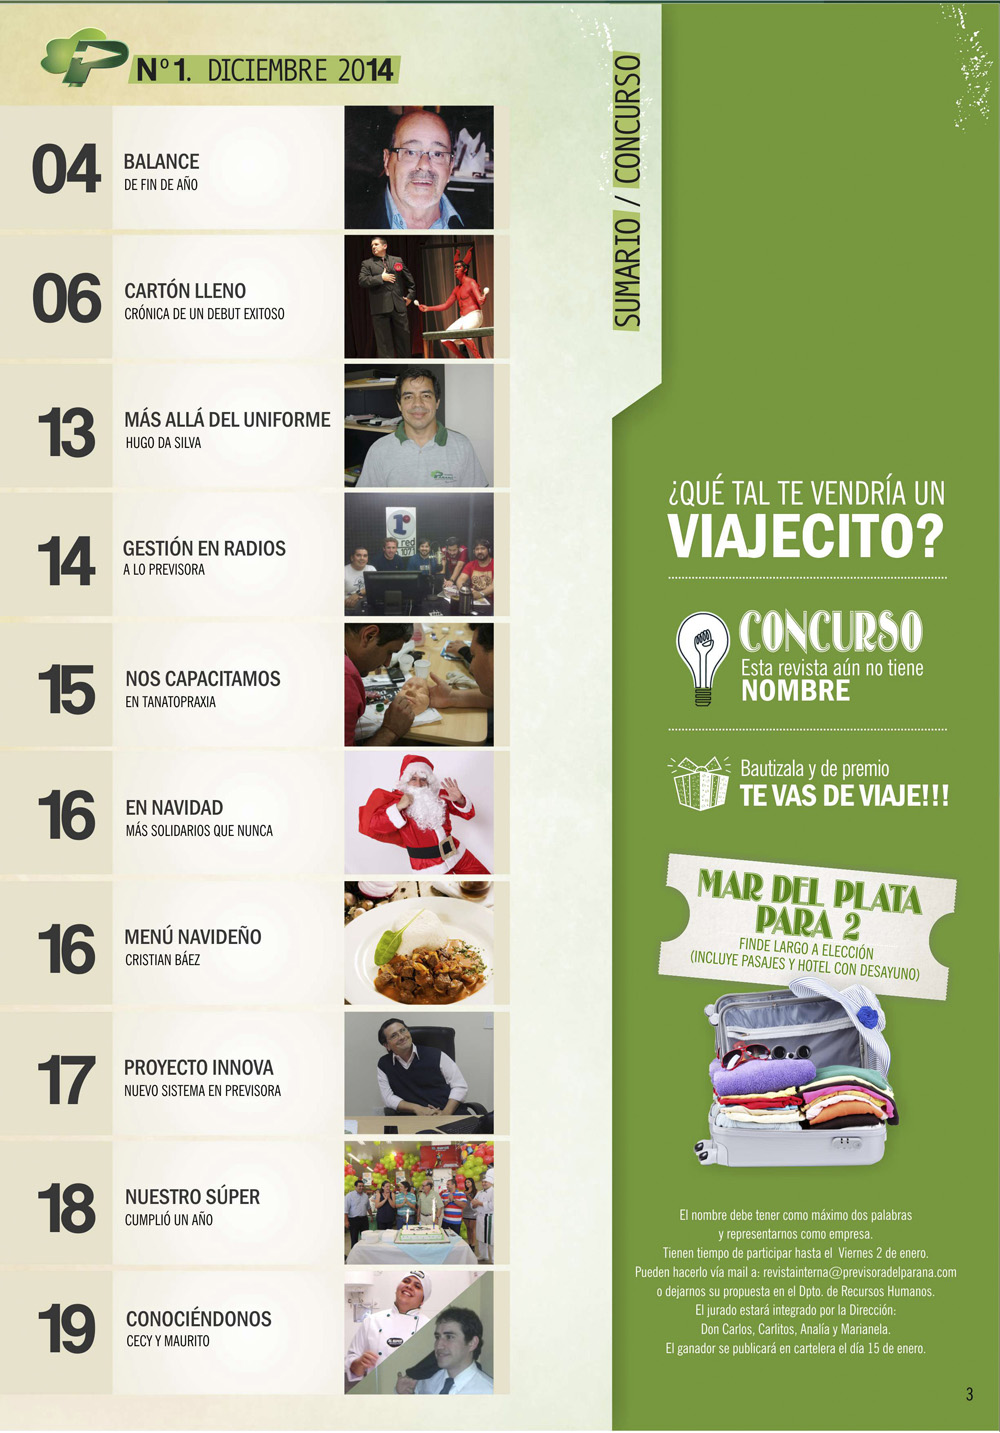 Nº1. DICIEMBRE 2014
SUMARIO / CONCURSO
04
BALANCE
DE FIN DE AÑO
06
CARTÓN LLENO
CRÓNICA DE UN DEBUT EXITOSO
13
MÁS ALLÁ DEL UNIFORME
HUGO DA SILVA
14
GESTIÓN EN RADIOS
A LO PREVISORA
15
NOS CAPACITAMOS
EN TANATOPRAXIA
16
EN NAVIDAD
MÁS SOLIDARIOS QUE NUNCA
16
MENÚ NAVIDEÑO
CRISTIAN BÁEZ
17
PROYECTO INNOVA
NUEVO SISTEMA EN PREVISORA
18
NUESTRO SÚPER
CUMPLIÓ UN AÑO
19
CONOCIÉNDONOS
CECY Y MAURITO
¿QUÉ TAL TE VENDRÍA UN
VIAJECITO?
CONCURSO
Esta revista aún no tiene
NOMBRE
Bautizala y de premio
TE VAS DE VIAJE!!!
MAR DEL PLATA
PARA 2
FINDE LARGO A ELECCIÓN
(INCLUYE PASAJES Y HOTEL CON DESAYUNO)
El nombre debe tener como máximo dos palabras
y representarnos como empresa.
Tienen tiempo de participar hasta el Viernes 2 de enero.
Pueden hacerlo vía mail a: revistainterna@previsoradelparana.com
o dejarnos su propuesta en el Dpto. de Recursos Humanos.
El jurado estará integrado por la Dirección:
Don Carlos, Carlitos, Analía y Marianela.
El ganador se publicará en cartelera el día 15 de enero.
3